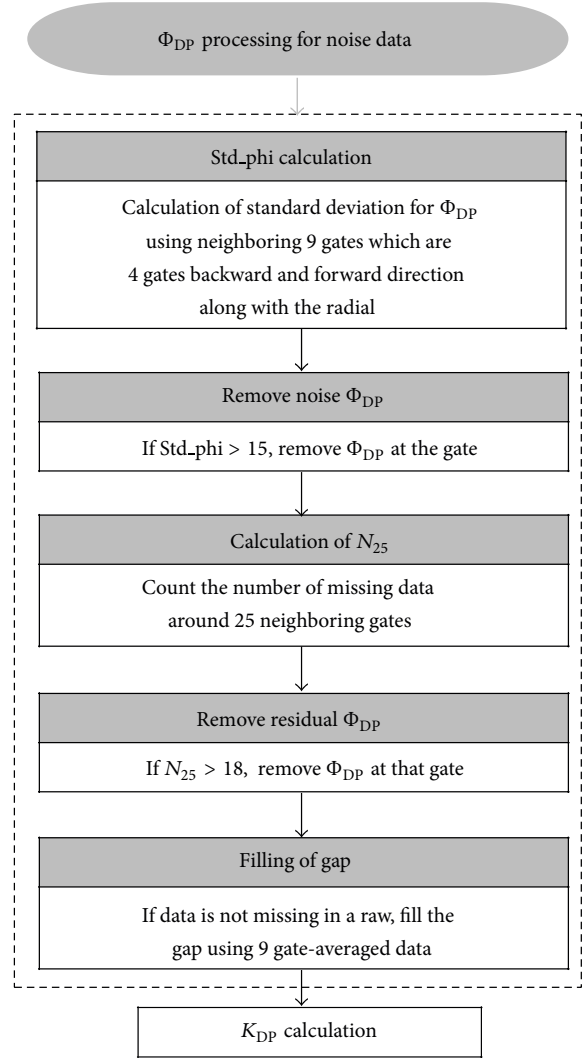 Φ_DP processing for noise data
Std_phi calculation
Calculation of standard deviation for Φ_DP
using neighboring 9 gates which are
4 gates backward and forward direction
along with the radial
Remove noise Φ_DP
If Std_phi > 15, remove Φ_DP at the gate
Calculation of N_25
Count the number of missing data
around 25 neighboring gates
Remove residual Φ_DP
If N_25 > 18, remove Φ_DP at that gate
Filling of gap
If data is not missing in a raw, fill the
gap using 9 gate-averaged data
K_DP calculation